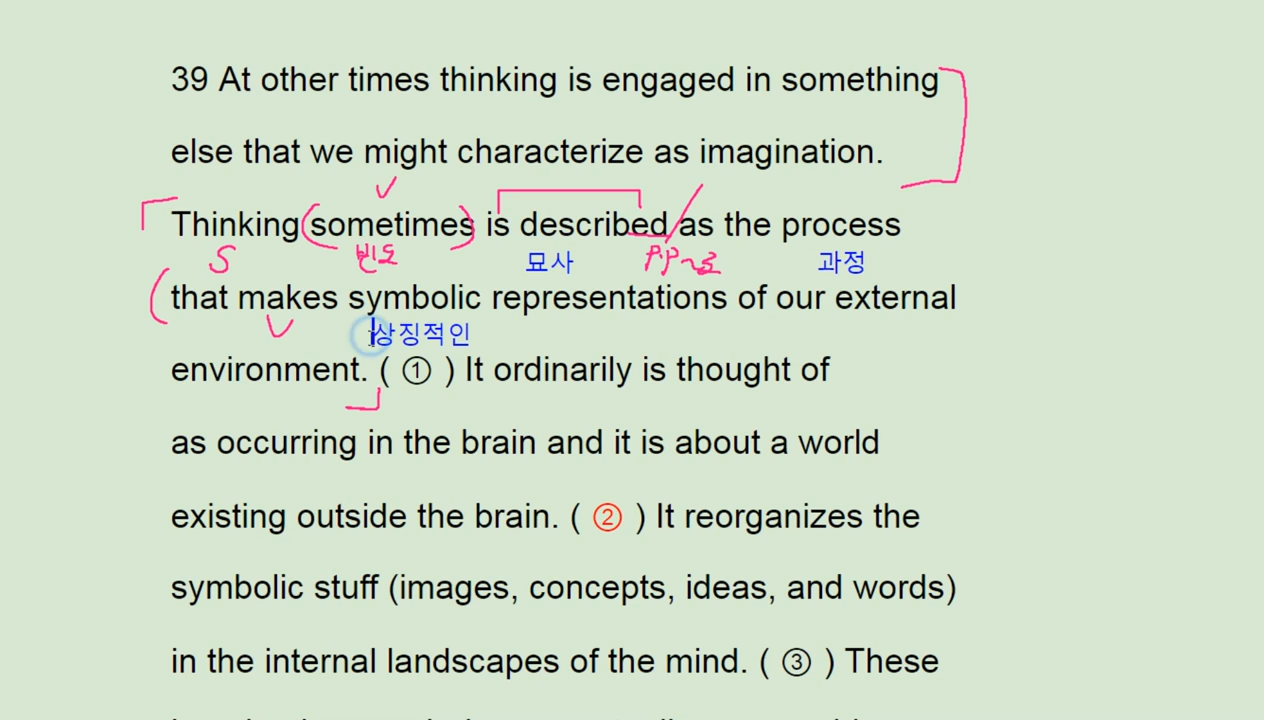 39 At other times thinking is engaged in something
else that we might characterize as imagination.
Thinking (sometimes) is described / as the process
S 빈도 묘사 P.P ~로 과정
(that makes symbolic representations of our external
V 상징적인
environment. ( ① ) It ordinarily is thought of
as occurring in the brain and it is about a world
existing outside the brain. ( ② ) It reorganizes the
symbolic stuff (images, concepts, ideas, and words)
in the internal landscapes of the mind. ( ③ ) These